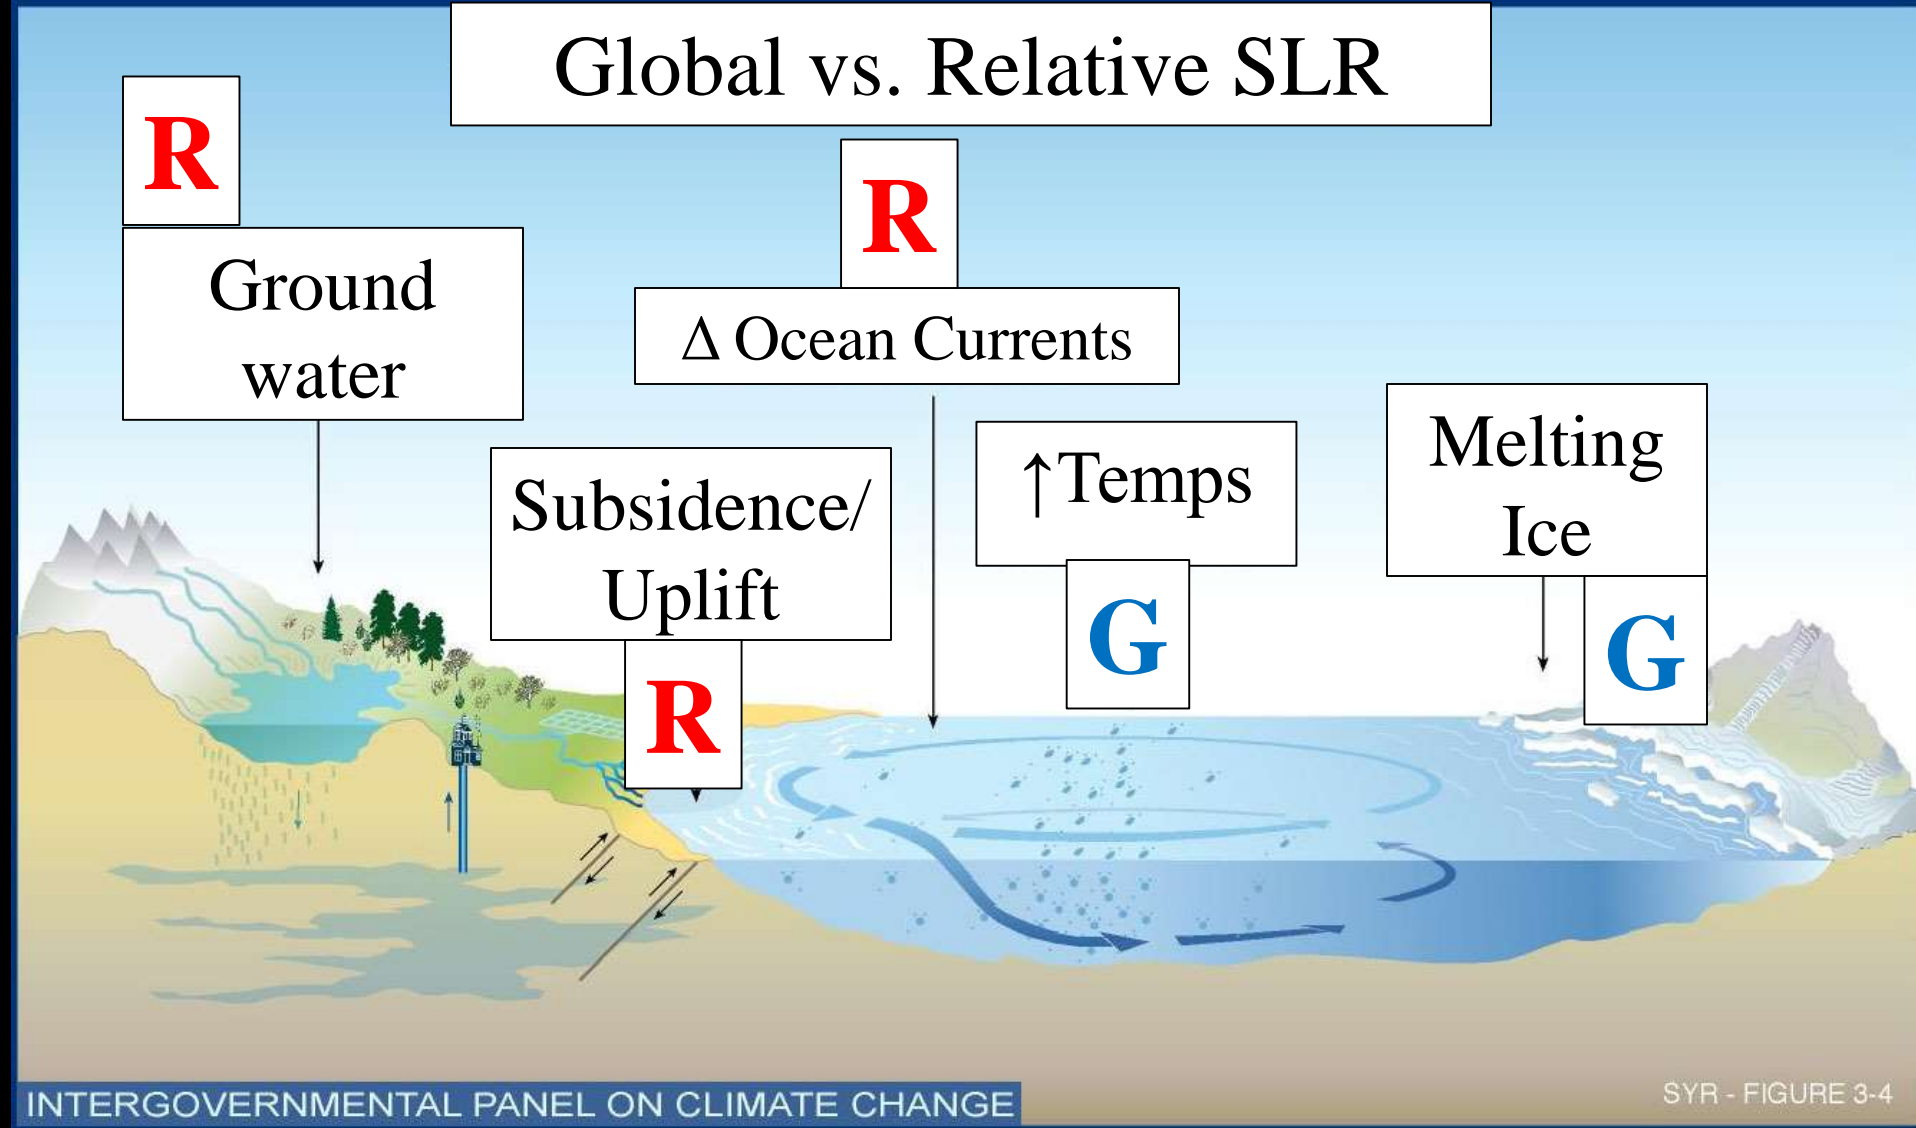 Global vs. Relative SLR
R
Ground
water
R
Δ Ocean Currents
Subsidence/
Uplift
R
↑Temps
G
Melting
Ice
G
INTERGOVERNMENTAL PANEL ON CLIMATE CHANGE
SYR - FIGURE 3-4